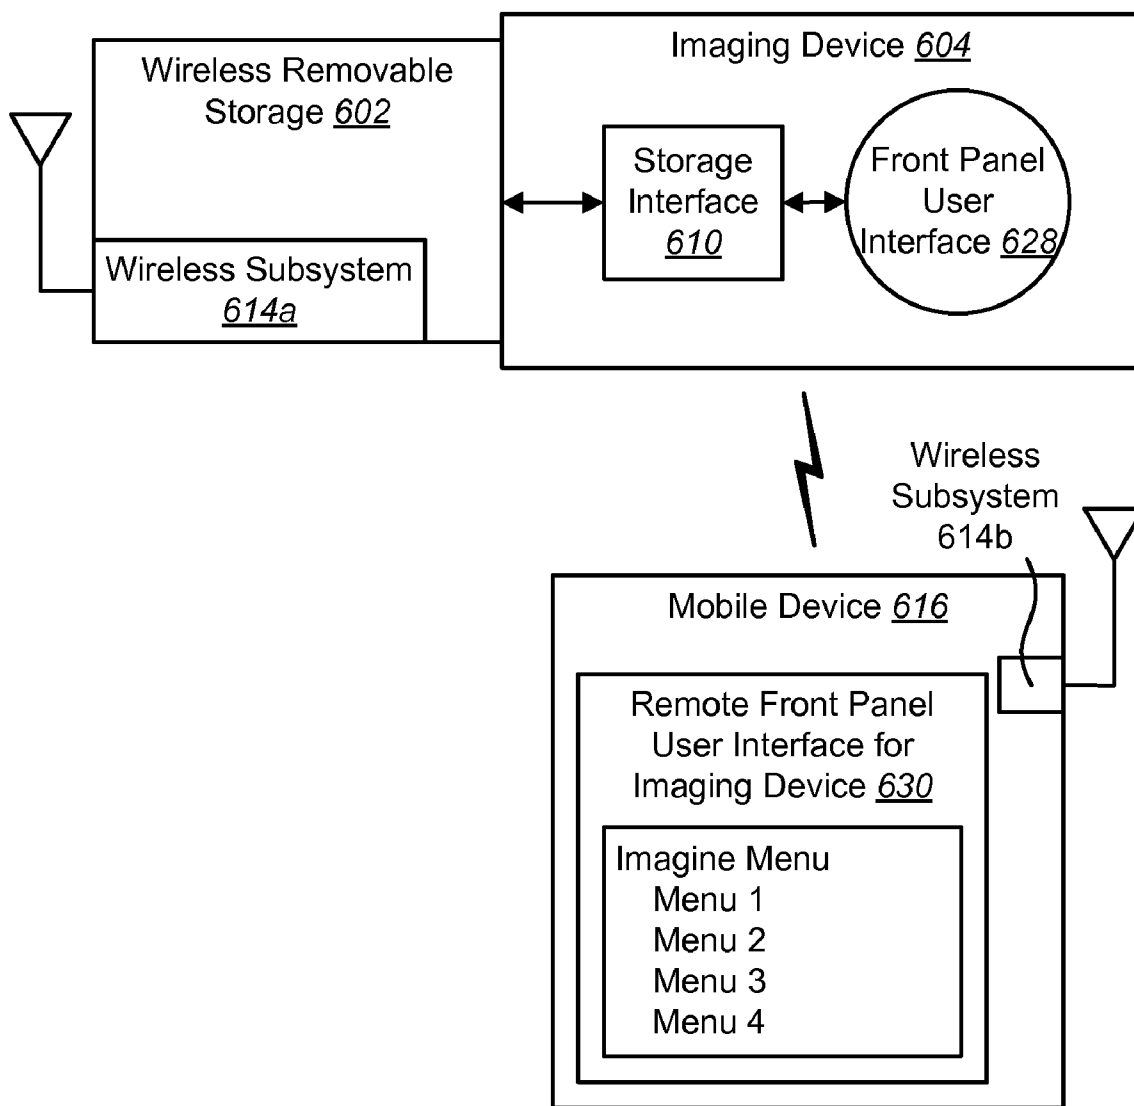 Wireless Removable
Storage 602
Wireless Subsystem
614a
Imaging Device 604
Storage
Interface
610
Front Panel
User
Interface 628
Wireless
Subsystem
614b
Mobile Device 616
Remote Front Panel
User Interface for
Imaging Device 630
Imagine Menu
Menu 1
Menu 2
Menu 3
Menu 4